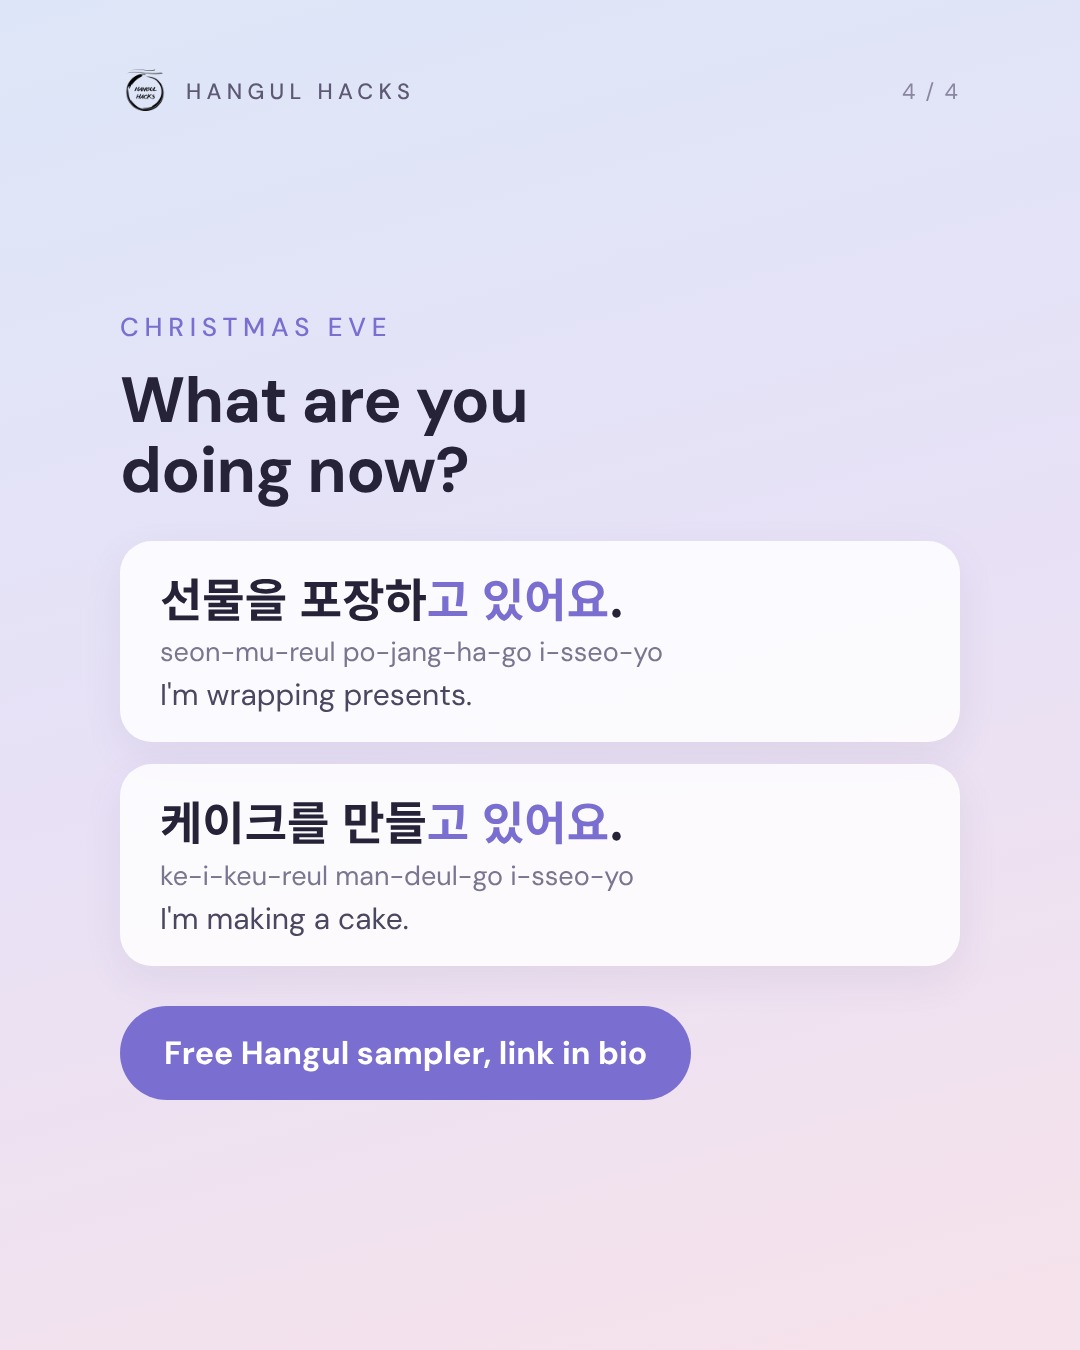 HANGUL HACKS
HANGUL HACKS
4 / 4
CHRISTMAS EVE
What are you
doing now?
선물을 포장하고 있어요.
seon-mu-reul po-jang-ha-go i-sseo-yo
I'm wrapping presents.
케이크를 만들고 있어요.
ke-i-keu-reul man-deul-go i-sseo-yo
I'm making a cake.
Free Hangul sampler, link in bio